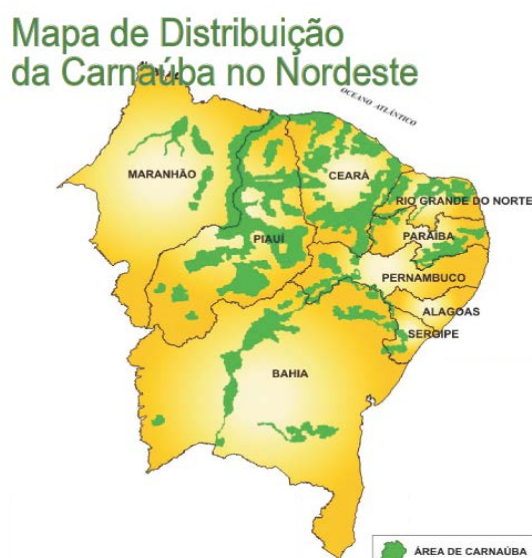 Mapa de Distribuição
da Carnaúba no Nordeste
OCEANO ATLÂNTICO
MARANHÃO
CEARÁ
RIO GRANDE DO NORTE
PARAÍBA
PIAUÍ
PERNAMBUCO
ALAGOAS
SERGIPE
BAHIA
ÁREA DE CARNAÚBA